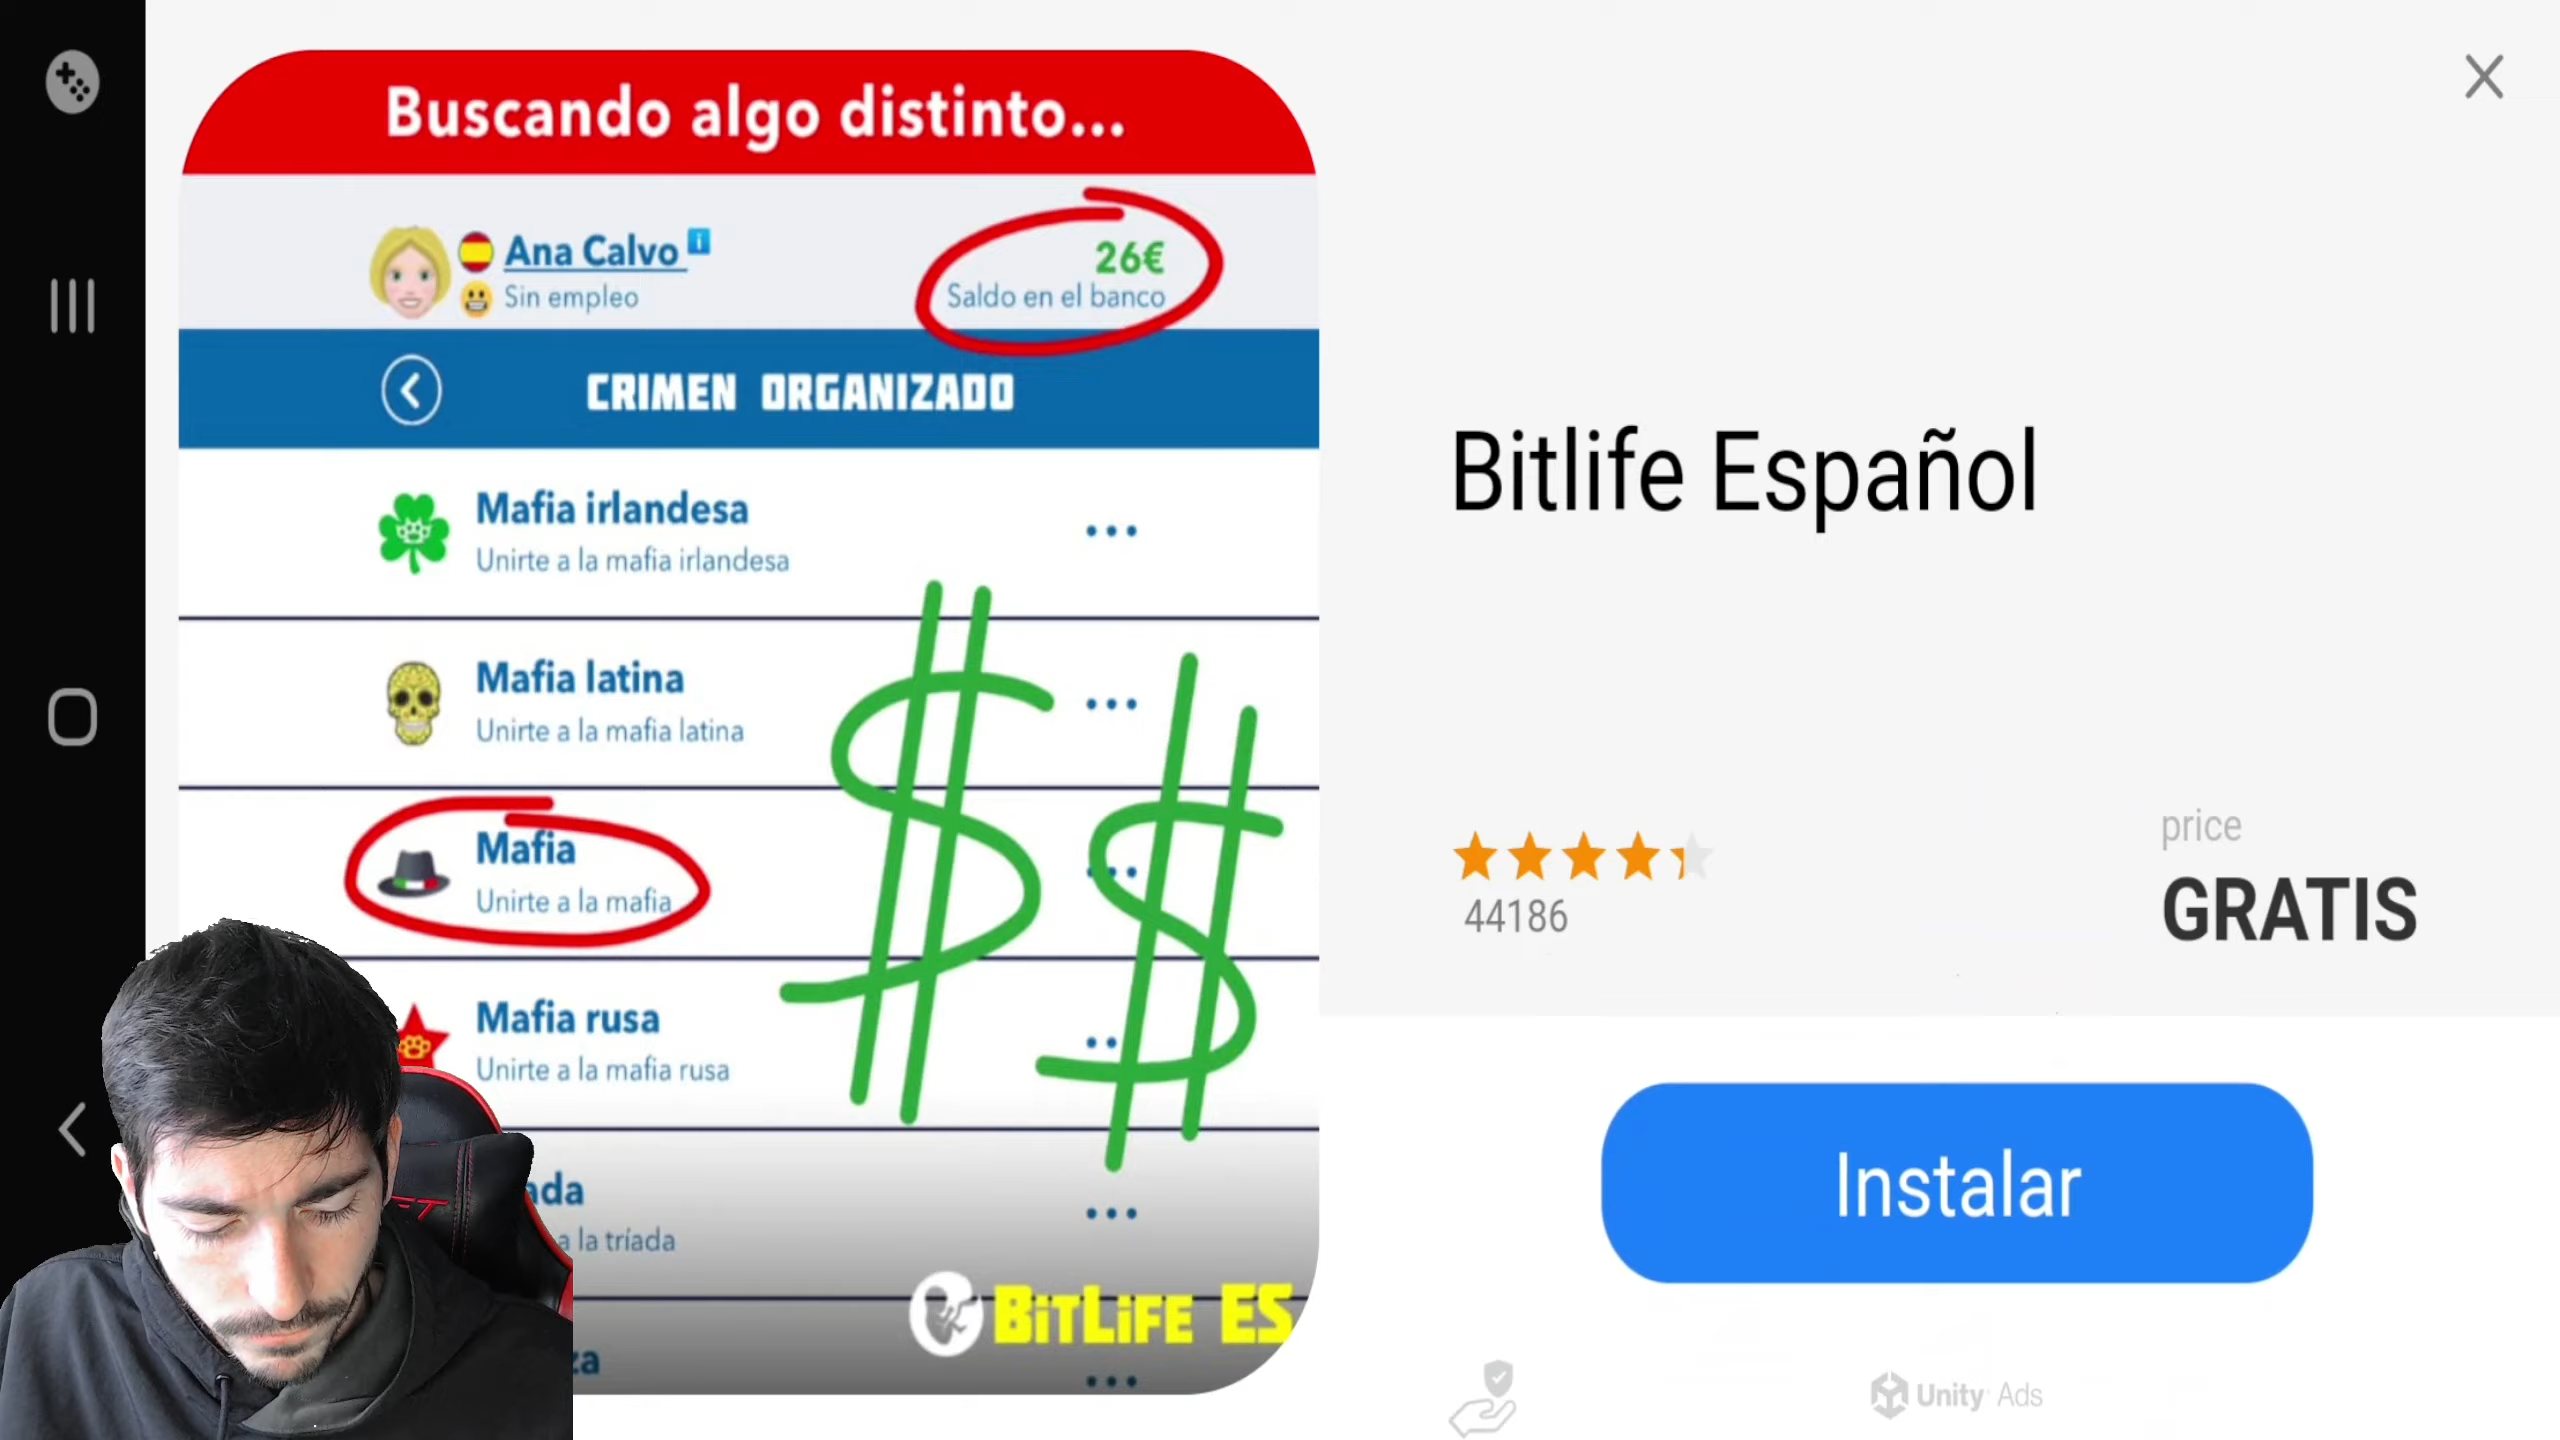 Buscando algo distinto...
Ana Calvo
Sin empleo
26€
Saldo en el banco
CRIMEN ORGANIZADO
Mafia irlandesa
Unirte a la mafia irlandesa
Mafia latina
Unirte a la mafia latina
Mafia
Unirte a la mafia
Mafia rusa
Unirte a la mafia rusa
ada
a la tríada
za
BitLife ES
Bitlife Español
44186
price
GRATIS
Instalar
Unity Ads